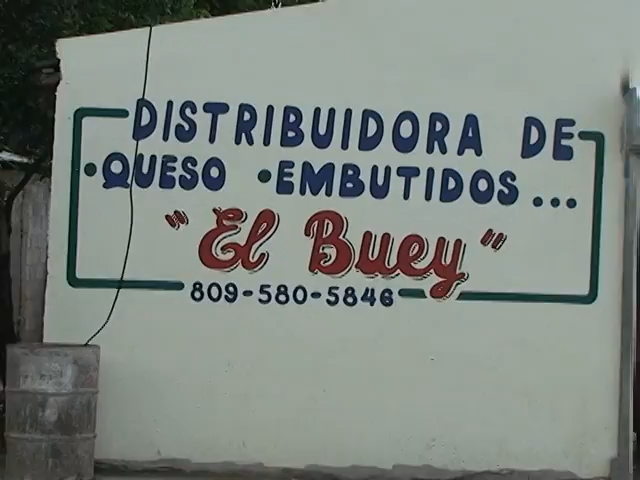 DISTRIBUIDORA DE
•QUESO •EMBUTIDOS...
"El Buey"
809-580-5846